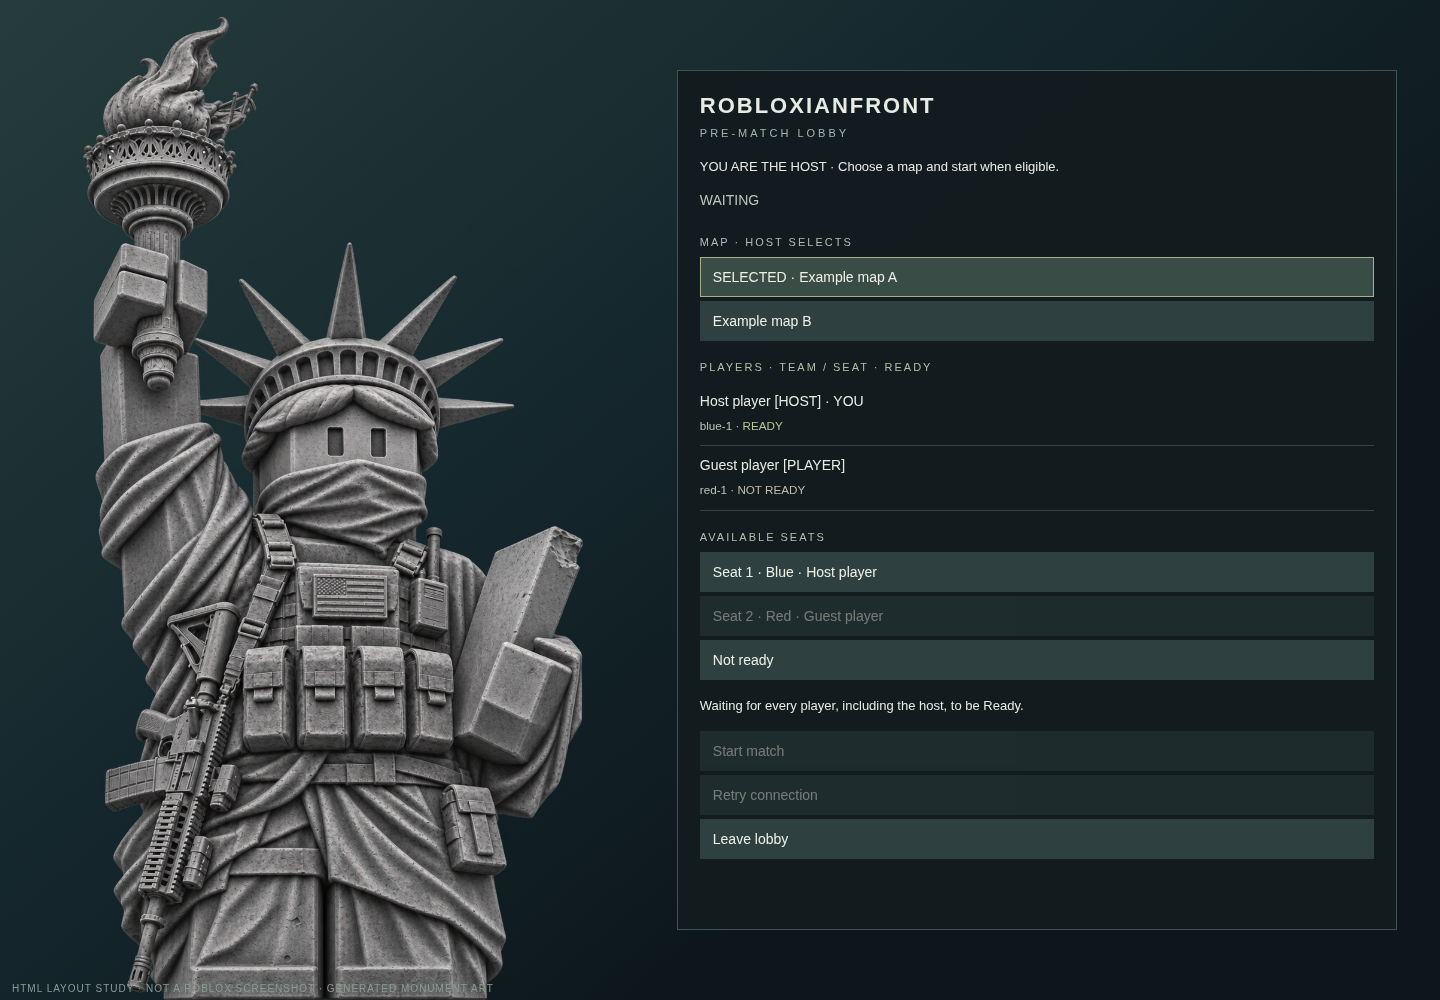 ROBLOXIANFRONT
PRE-MATCH LOBBY
YOU ARE THE HOST · Choose a map and start when eligible.
WAITING
MAP · HOST SELECTS
SELECTED · Example map A
Example map B
PLAYERS · TEAM / SEAT · READY
Host player [HOST] · YOU
blue-1 · READY
Guest player [PLAYER]
red-1 · NOT READY
AVAILABLE SEATS
Seat 1 · Blue · Host player
Seat 2 · Red · Guest player
Not ready
Waiting for every player, including the host, to be Ready.
Start match
Retry connection
Leave lobby
HTML LAYOUT STUDY · NOT A ROBLOX SCREENSHOT · GENERATED MONUMENT ART